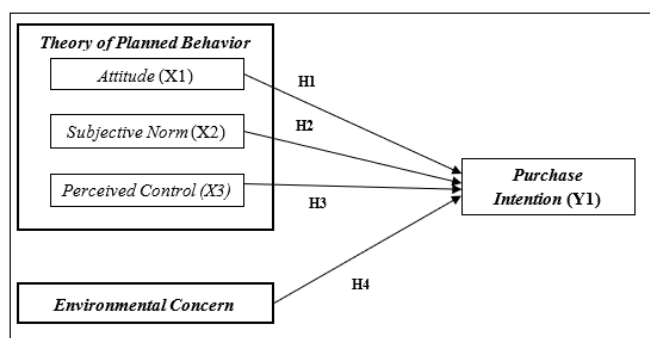 Theory of Planned Behavior
Attitude (X1)
H1
Subjective Norm (X2)
H2
Perceived Control (X3)
H3
Purchase
Intention (Y1)
Environmental Concern
H4